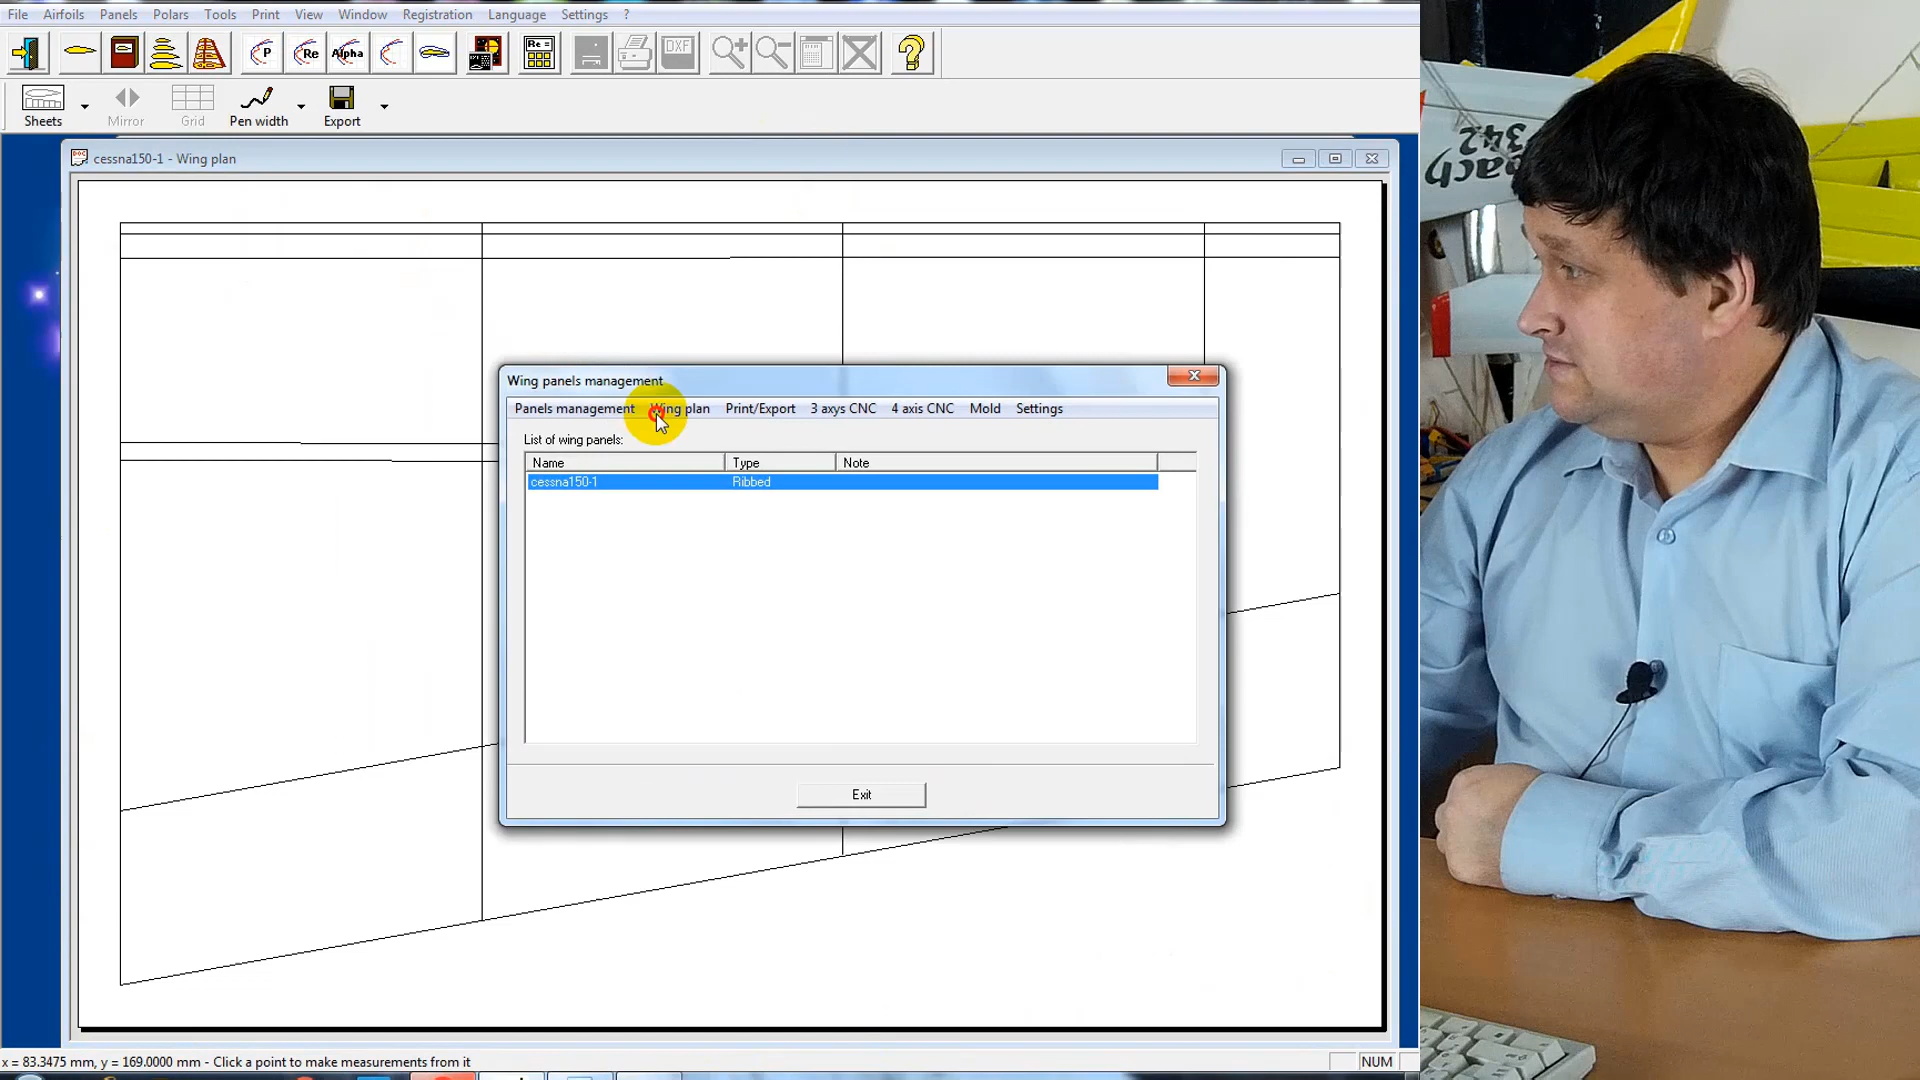 File Airfoils Panels Polars Tools Print View Window Registration Language Settings ?
P Re Alpha Re = DXF
Sheets Mirror Grid Pen width Export
cessna150-1 - Wing plan
Wing panels management
Panels management Wing plan Print/Export 3 axys CNC 4 axis CNC Mold Settings
List of wing panels:
Name Type Note
cessna150-1 Ribbed
Exit
x = 83.3475 mm, y = 169.0000 mm - Click a point to make measurements from it
NUM
342